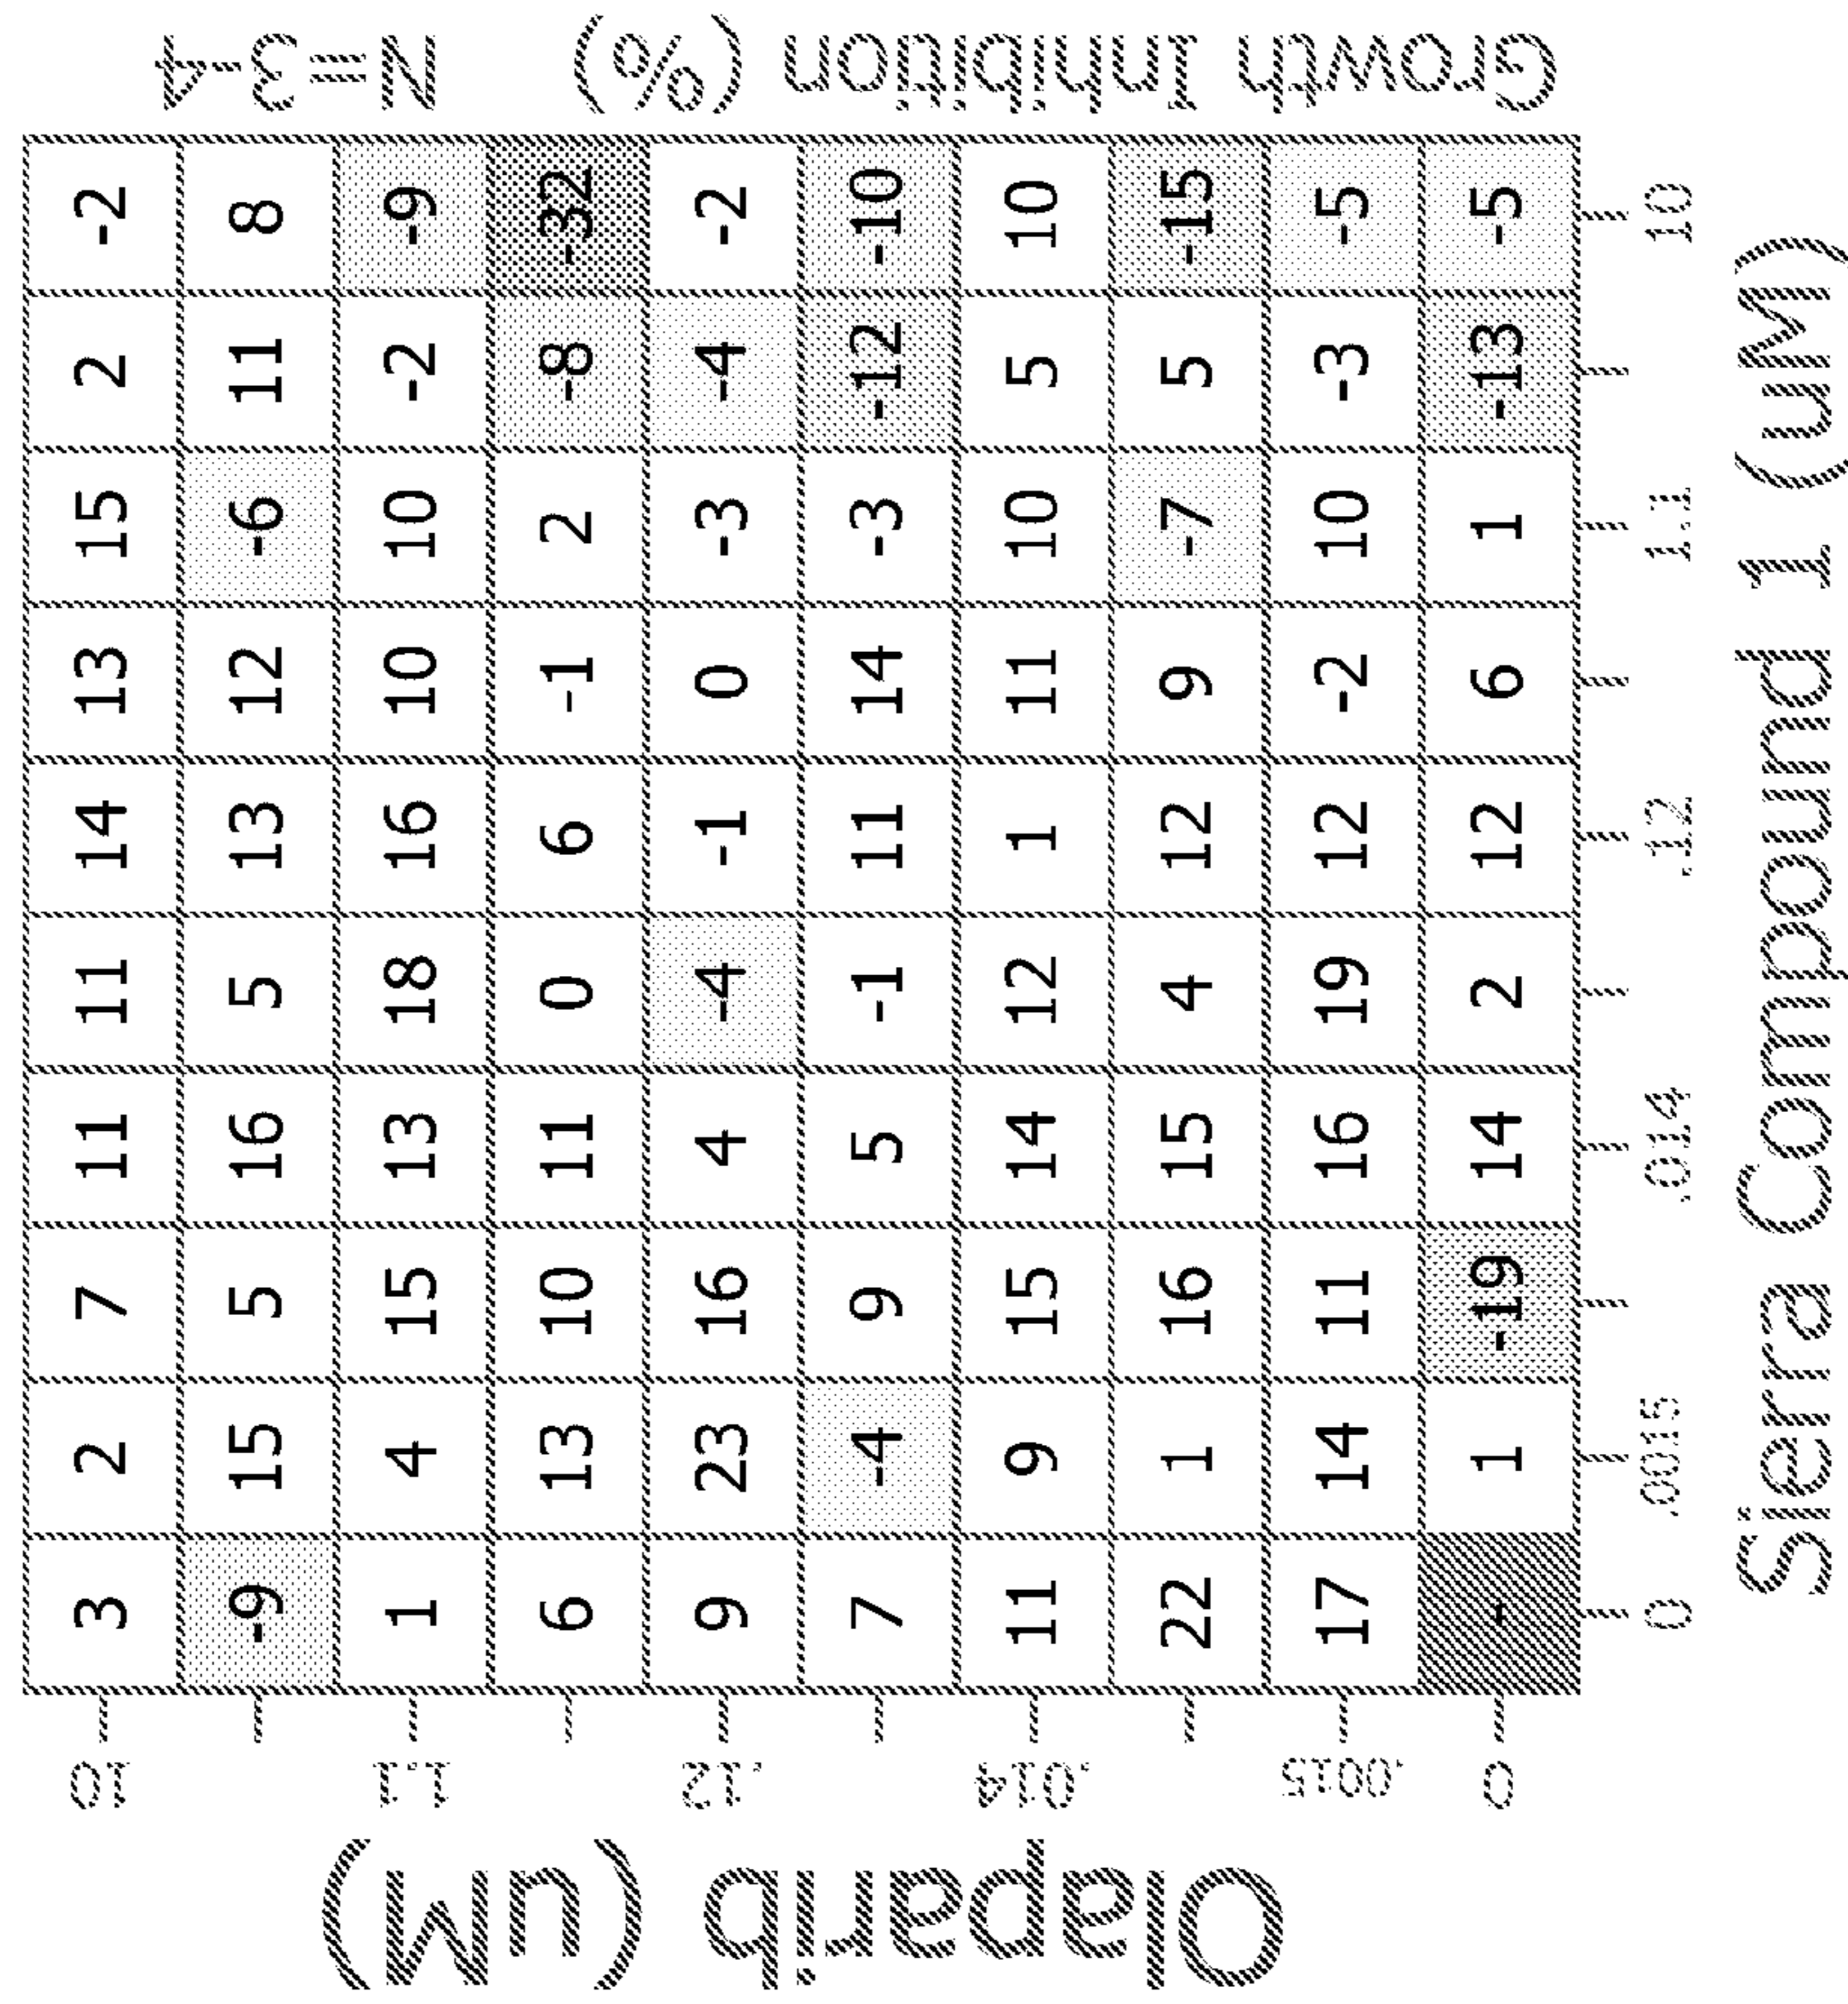 Olaparib (uM)
10 3 2 7 11 11 14 13 15 2 -2
-9 15 5 16 5 13 12 -6 11 8
1.1 1 4 15 13 18 16 10 10 -2 -9
6 13 10 11 0 6 -1 2 -8 -32
.12 9 23 16 4 -4 -1 0 -3 -4 -2
7 -4 9 5 -1 11 14 -3 -12 -10
.014 11 9 15 14 12 1 11 10 5 10
22 1 16 15 4 12 9 -7 5 -15
.0015 17 14 11 16 19 12 -2 10 -3 -5
0 - 1 -19 14 2 12 6 1 -13 -5
0 .0015 .014 .12 1.1 10
Sierra Compound 1 (uM)
Growth Inhibition (%) N=3-4